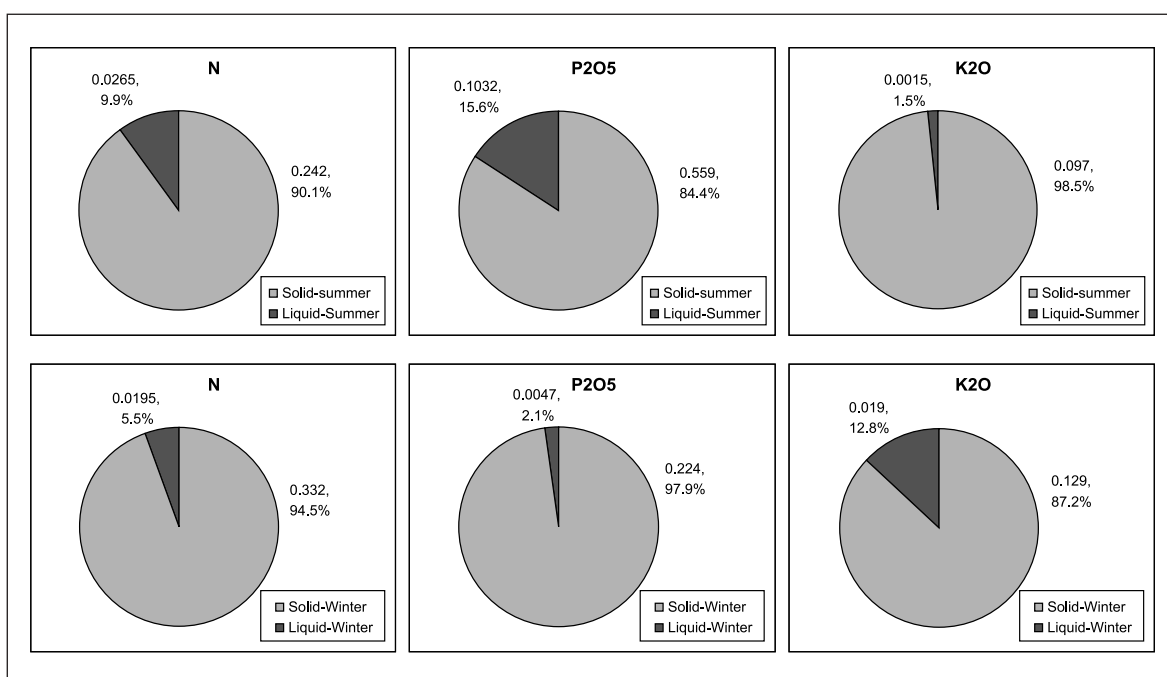 N
0.0265,
9.9%
0.242,
90.1%
Solid-summer
Liquid-Summer
P2O5
0.1032,
15.6%
0.559,
84.4%
Solid-summer
Liquid-Summer
K2O
0.0015,
1.5%
0.097,
98.5%
Solid-summer
Liquid-Summer
N
0.0195,
5.5%
0.332,
94.5%
Solid-Winter
Liquid-Winter
P2O5
0.0047,
2.1%
0.224,
97.9%
Solid-Winter
Liquid-Winter
K2O
0.019,
12.8%
0.129,
87.2%
Solid-Winter
Liquid-Winter